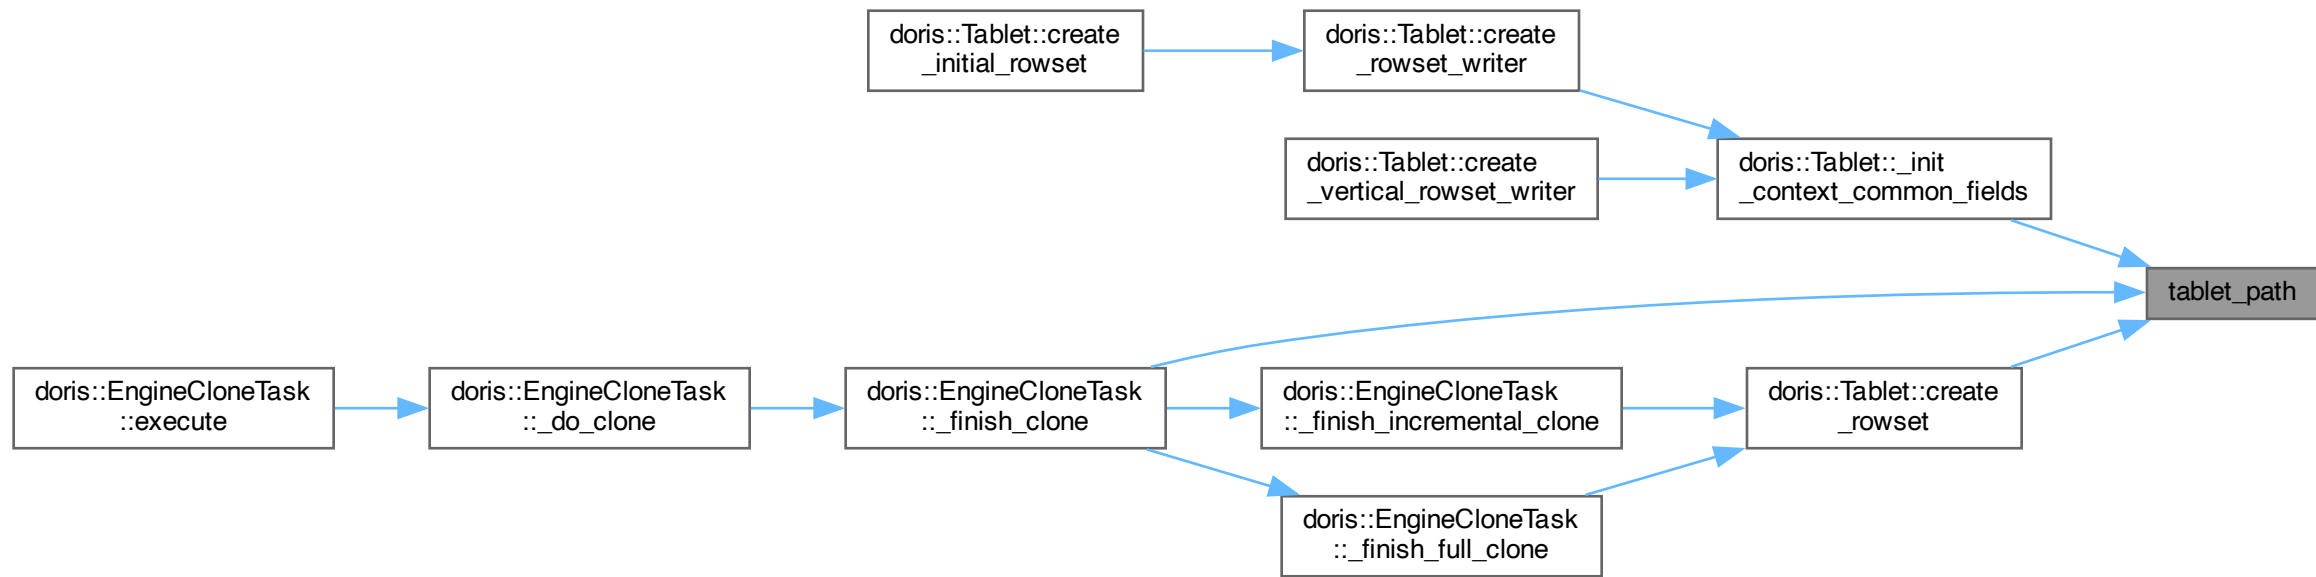 doris::Tablet::create
_initial_rowset
doris::Tablet::create
_rowset_writer
doris::Tablet::create
_vertical_rowset_writer
doris::Tablet::_init
_context_common_fields
tablet_path
doris::EngineCloneTask
::execute
doris::EngineCloneTask
::_do_clone
doris::EngineCloneTask
::_finish_clone
doris::EngineCloneTask
::_finish_incremental_clone
doris::Tablet::create
_rowset
doris::EngineCloneTask
::_finish_full_clone